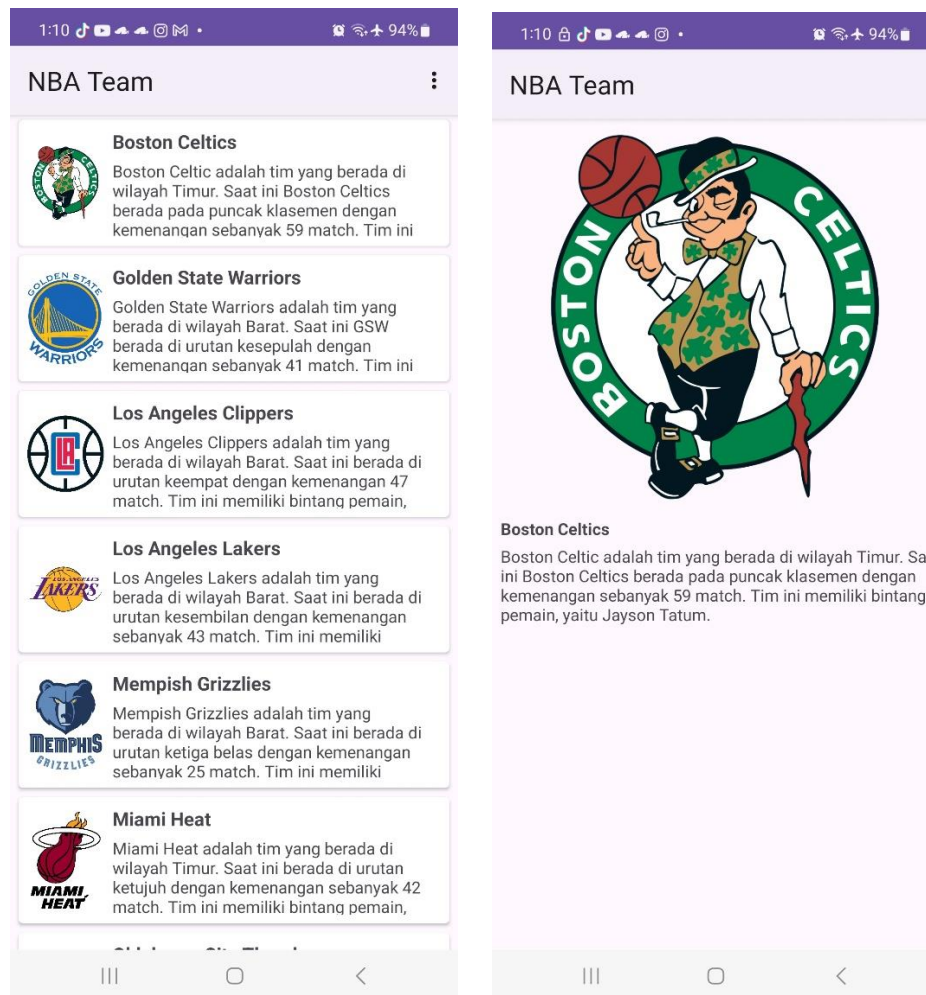 1:10
94%
NBA Team
Boston Celtics
Boston Celtic adalah tim yang berada di
wilayah Timur. Saat ini Boston Celtics
berada pada puncak klasemen dengan
kemenangan sebanyak 59 match. Tim ini
BOSTON CELTICS
Golden State Warriors
Golden State Warriors adalah tim yang
berada di wilayah Barat. Saat ini GSW
berada di urutan kesepulah dengan
kemenangan sebanyak 41 match. Tim ini
GOLDEN STATE
WARRIORS
Los Angeles Clippers
Los Angeles Clippers adalah tim yang
berada di wilayah Barat. Saat ini berada di
urutan keempat dengan kemenangan 47
match. Tim ini memiliki bintang pemain,
LA
Los Angeles Lakers
Los Angeles Lakers adalah tim yang
berada di wilayah Barat. Saat ini berada di
urutan kesembilan dengan kemenangan
sebanyak 43 match. Tim ini memiliki
LOS ANGELES
LAKERS
Mempish Grizzlies
Mempish Grizzlies adalah tim yang
berada di wilayah Barat. Saat ini berada di
urutan ketiga belas dengan kemenangan
sebanyak 25 match. Tim ini memiliki
MEMPHIS
GRIZZLIES
Miami Heat
Miami Heat adalah tim yang berada di
wilayah Timur. Saat ini berada di urutan
ketujuh dengan kemenangan sebanyak 42
match. Tim ini memiliki bintang pemain,
MIAMI
HEAT
1:10
94%
NBA Team
BOSTON CELTICS
Boston Celtics
Boston Celtic adalah tim yang berada di wilayah Timur. Sa
ini Boston Celtics berada pada puncak klasemen dengan
kemenangan sebanyak 59 match. Tim ini memiliki bintang
pemain, yaitu Jayson Tatum.